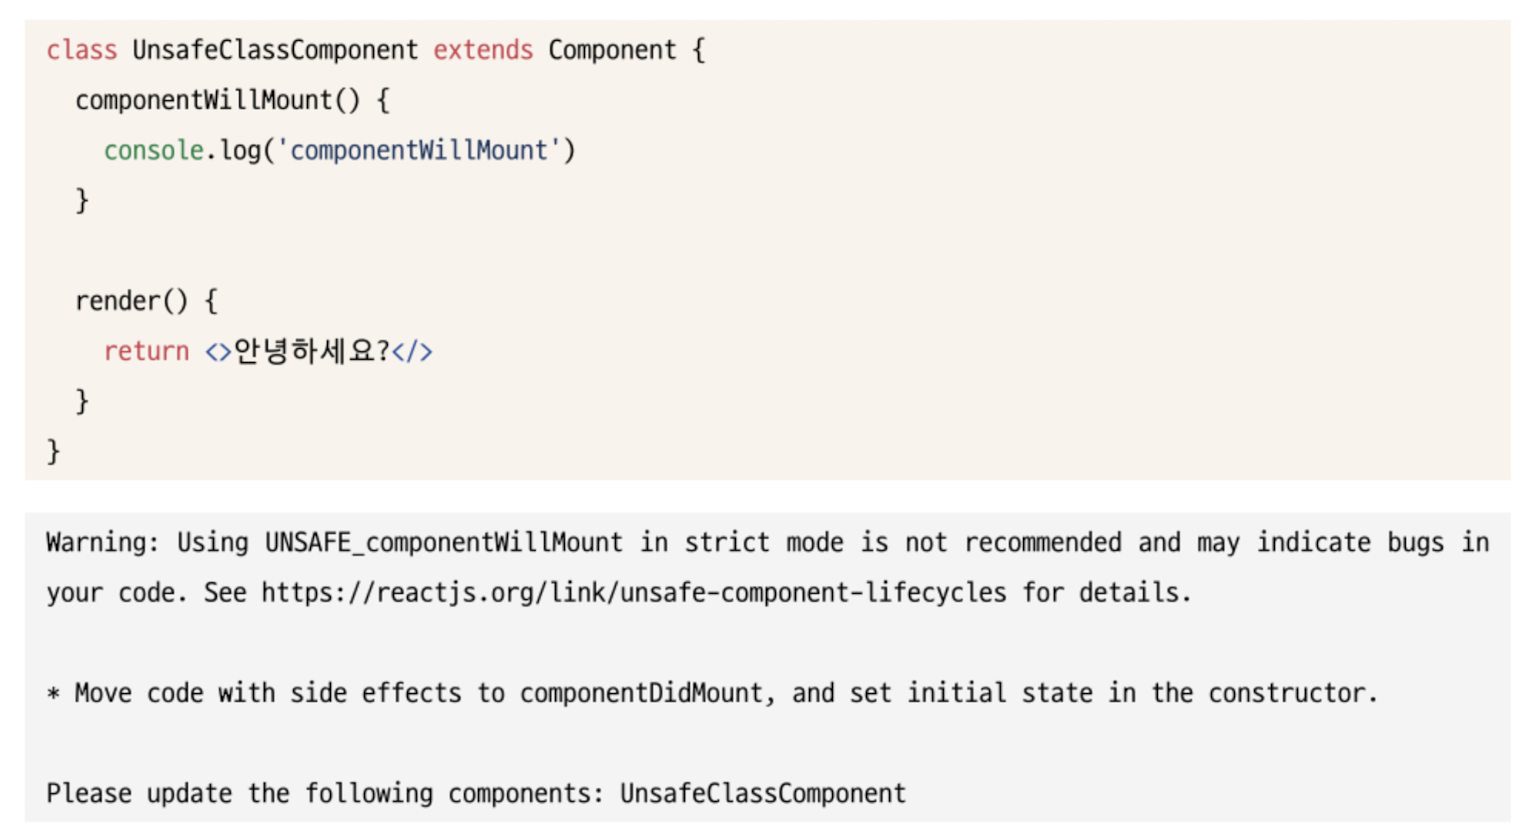 class UnsafeClassComponent extends Component {
componentWillMount() {
console.log('componentWillMount')
}
render() {
return <>안녕하세요?</>
}
}
Warning: Using UNSAFE_componentWillMount in strict mode is not recommended and may indicate bugs in
your code. See https://reactjs.org/link/unsafe-component-lifecycles for details.
* Move code with side effects to componentDidMount, and set initial state in the constructor.
Please update the following components: UnsafeClassComponent